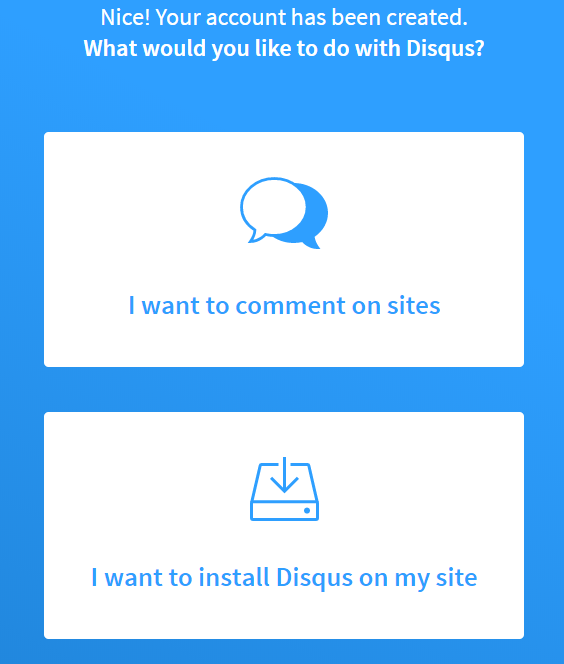 Nice! Your account has been created.
What would you like to do with Disqus?
I want to comment on sites
I want to install Disqus on my site